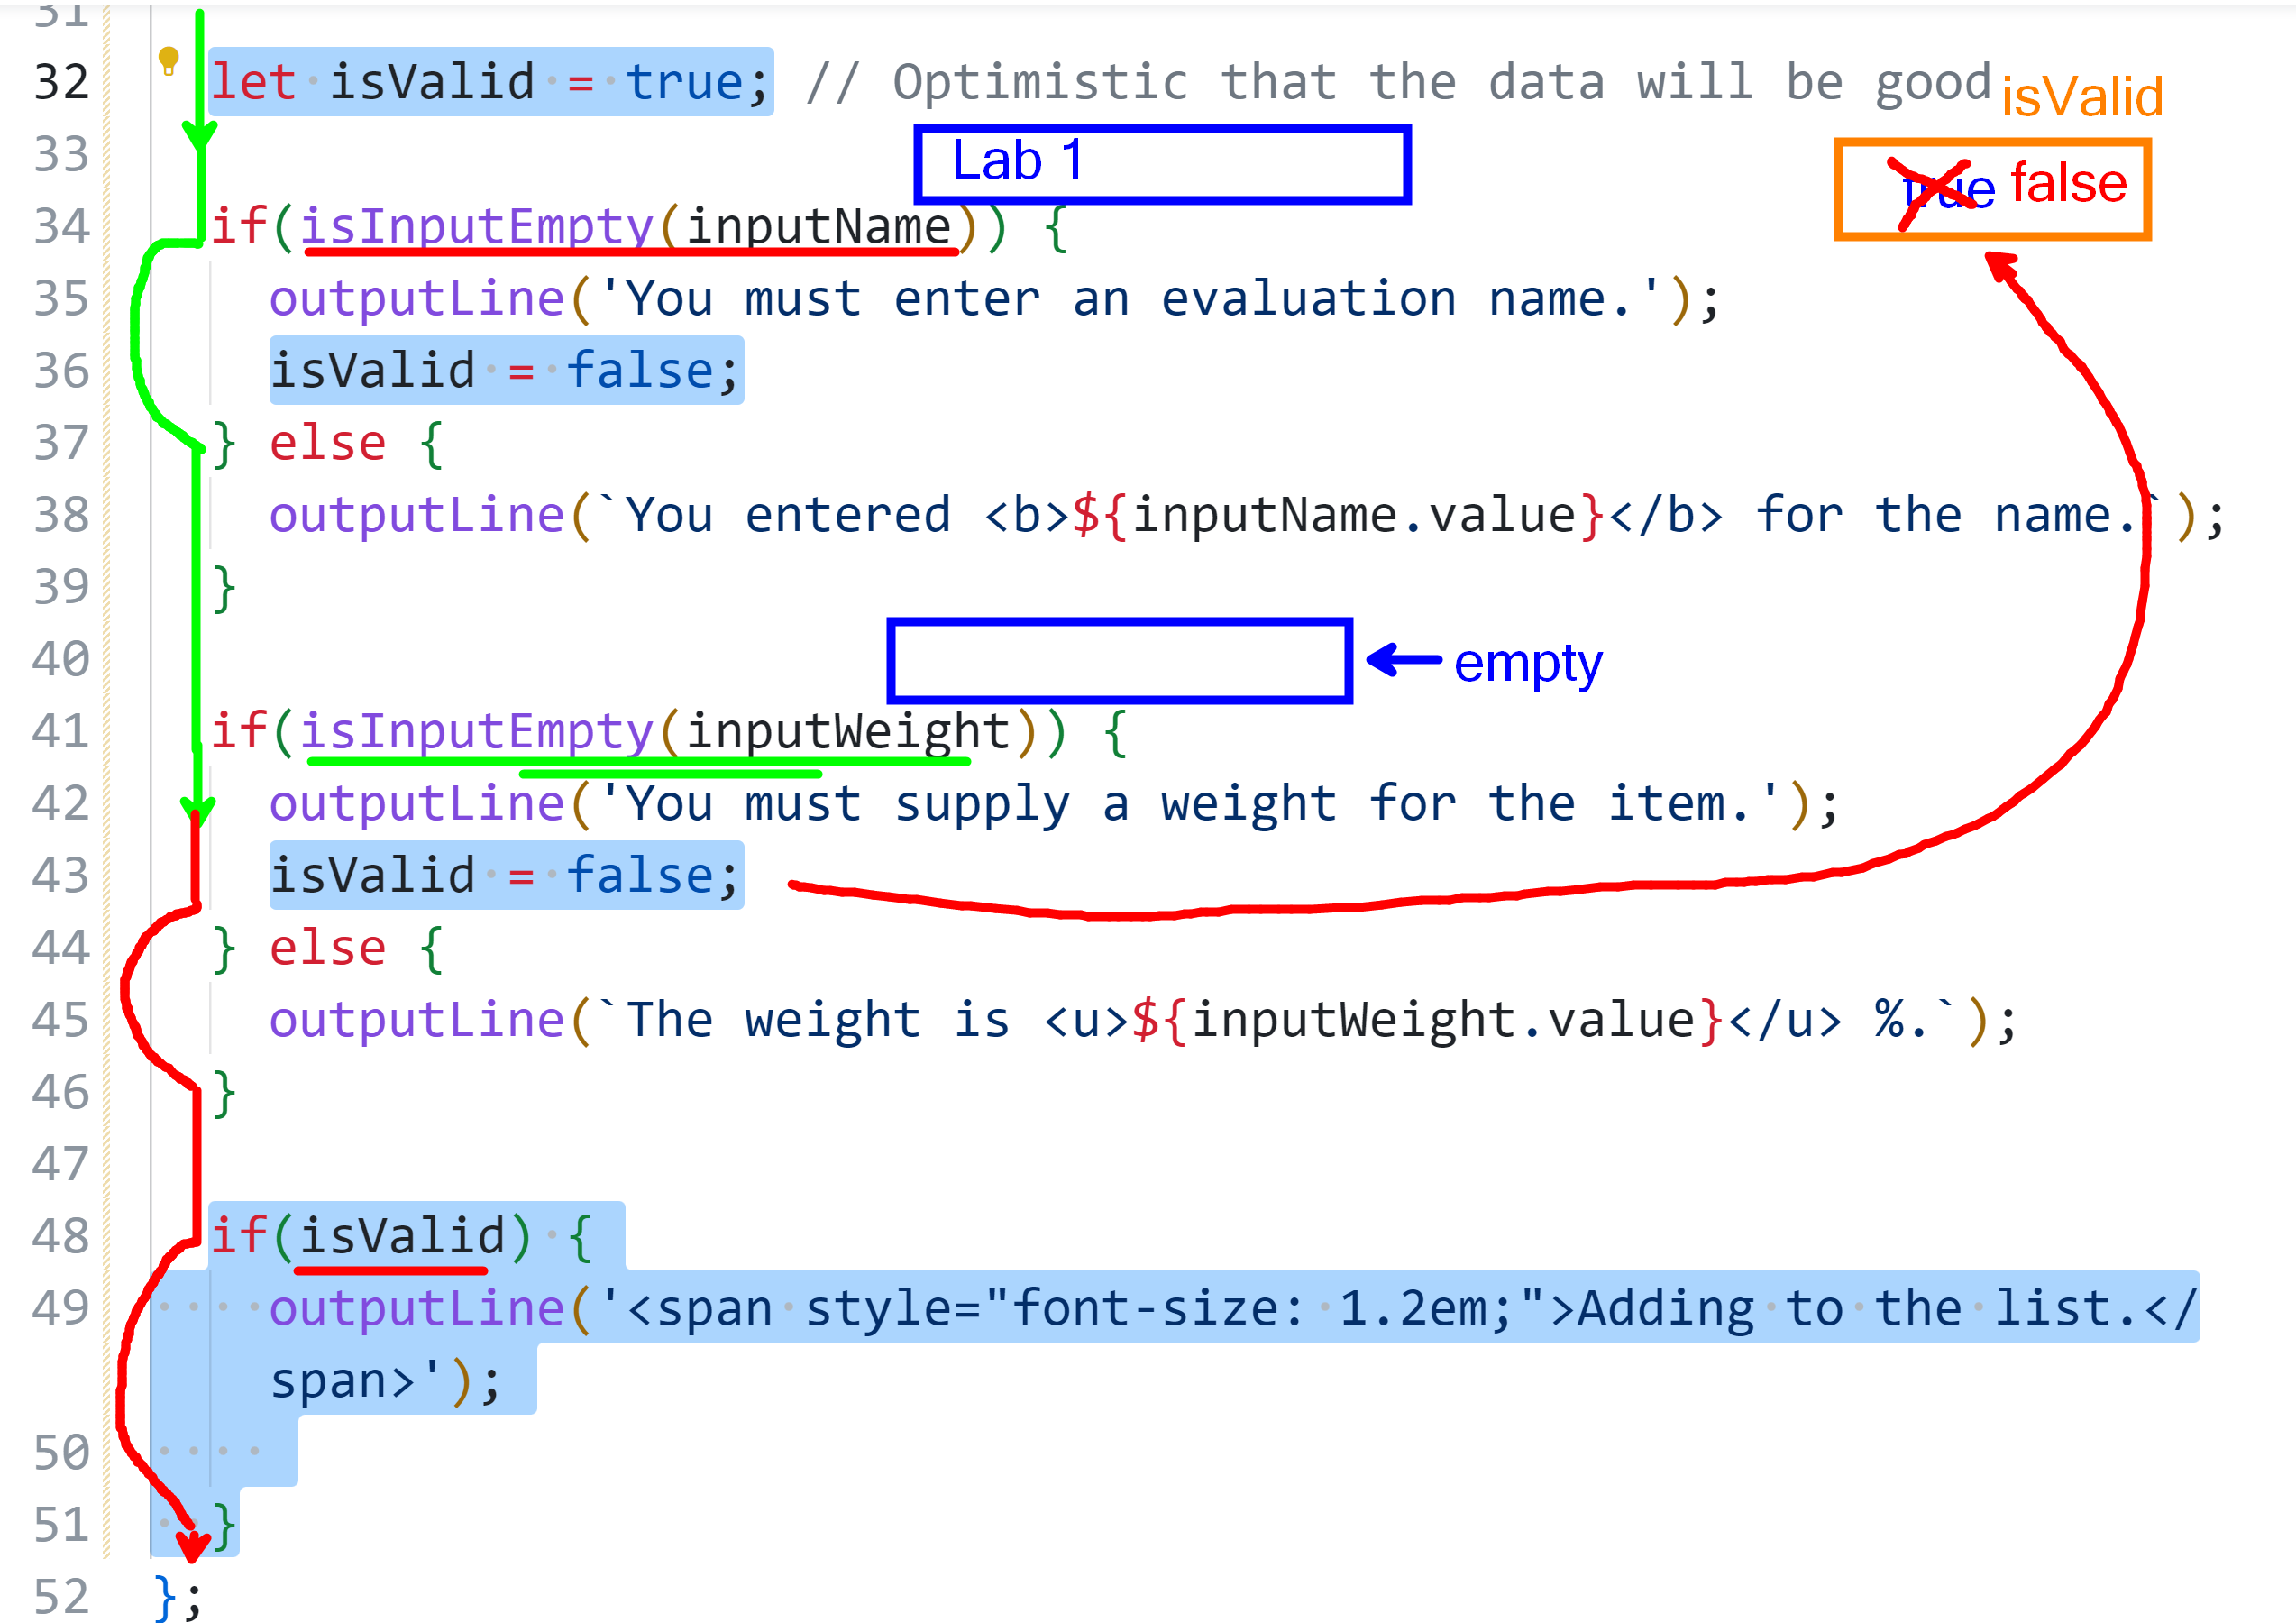 31
32 let isValid = true; // Optimistic that the data will be good isValid
33 Lab 1 true false
34 if(isInputEmpty(inputName)) {
35 outputLine('You must enter an evaluation name.');
36 isValid = false;
37 } else {
38 outputLine(`You entered <b>${inputName.value}</b> for the name.`);
39 }
40 empty
41 if(isInputEmpty(inputWeight)) {
42 outputLine('You must supply a weight for the item.');
43 isValid = false;
44 } else {
45 outputLine(`The weight is <u>${inputWeight.value}</u> %.`);
46 }
47
48 if(isValid) {
49 outputLine('<span style="font-size: 1.2em;">Adding to the list.</
span>');
50
51 }
52 };